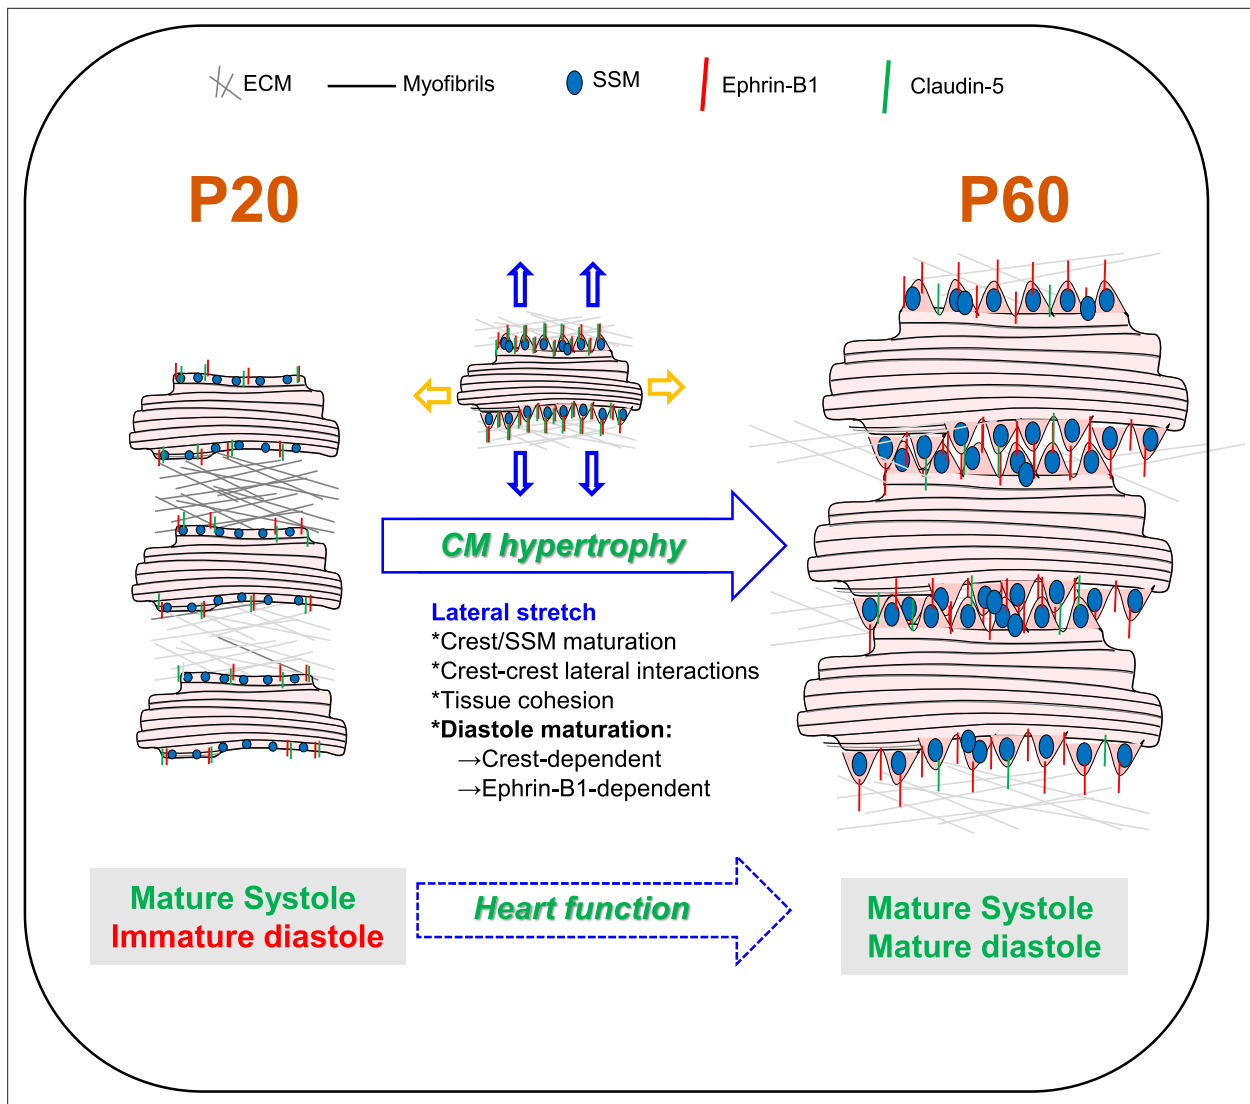 ECM Myofibrils SSM Ephrin-B1 Claudin-5
P20 P60
CM hypertrophy
Lateral stretch
*Crest/SSM maturation
*Crest-crest lateral interactions
*Tissue cohesion
*Diastole maturation:
→Crest-dependent
→Ephrin-B1-dependent
Mature Systole
Immature diastole
Heart function
Mature Systole
Mature diastole